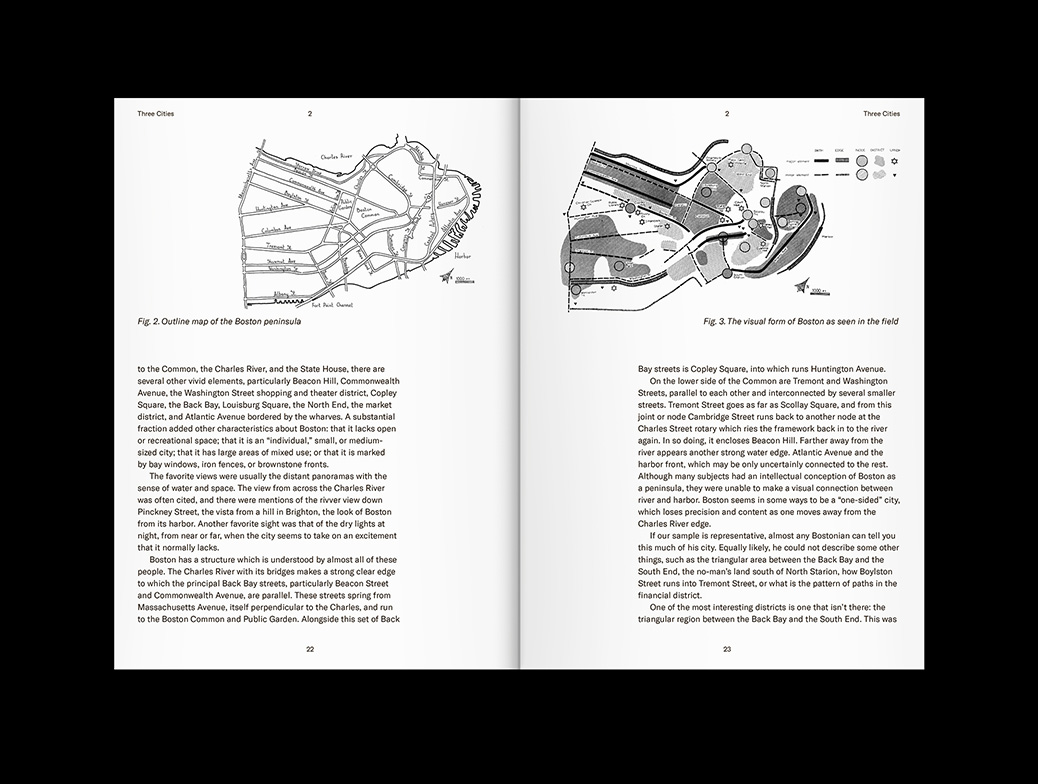 Three Cities
2
Charles River
Commonwealth Ave
Boylston St
Huntington Ave
Columbus Ave
Tremont St
Shawmut Ave
Washington St
Albany St
Fort Point Channel
Public Garden
Boston Common
Cambridge St
Atlantic Ave
Harbor
Fig. 2. Outline map of the Boston peninsula
to the Common, the Charles River, and the State House, there are
several other vivid elements, particularly Beacon Hill, Commonwealth
Avenue, the Washington Street shopping and theater district, Copley
Square, the Back Bay, Louisburg Square, the North End, the market
district, and Atlantic Avenue bordered by the wharves. A substantial
fraction added other characteristics about Boston: that it lacks open
or recreational space; that it is an “individual,” small, or medium-
sized city; that it has large areas of mixed use; or that it is marked
by bay windows, iron fences, or brownstone fronts.
The favorite views were usually the distant panoramas with the
sense of water and space. The view from across the Charles River
was often cited, and there were mentions of the rivver view down
Pinckney Street, the vista from a hill in Brighton, the look of Boston
from its harbor. Another favorite sight was that of the dry lights at
night, from near or far, when the city seems to take on an excitement
that it normally lacks.
Boston has a structure which is understood by almost all of these
people. The Charles River with its bridges makes a strong clear edge
to which the principal Back Bay streets, particularly Beacon Street
and Commonwealth Avenue, are parallel. These streets spring from
Massachusetts Avenue, itself perpendicular to the Charles, and run
to the Boston Common and Public Garden. Alongside this set of Back
22
2
Three Cities
PATH EDGE NODE DISTRICT
Fig. 3. The visual form of Boston as seen in the field
Bay streets is Copley Square, into which runs Huntington Avenue.
On the lower side of the Common are Tremont and Washington
Streets, parallel to each other and interconnected by several smaller
streets. Tremont Street goes as far as Scollay Square, and from this
joint or node Cambridge Street runs back to another node at the
Charles Street rotary which ries the framework back in to the river
again. In so doing, it encloses Beacon Hill. Farther away from the
river appears another strong water edge. Atlantic Avenue and the
harbor front, which may be only uncertainly connected to the rest.
Although many subjects had an intellectual conception of Boston as
a peninsula, they were unable to make a visual connection between
river and harbor. Boston seems in some ways to be a “one-sided” city,
which loses precision and content as one moves away from the
Charles River edge.
If our sample is representative, almost any Bostonian can tell you
this much of his city. Equally likely, he could not describe some other
things, such as the triangular area between the Back Bay and the
South End, the no-man’s land south of North Starion, how Boylston
Street runs into Tremont Street, or what is the pattern of paths in the
financial district.
One of the most interesting districts is one that isn’t there: the
triangular region between the Back Bay and the South End. This was
23